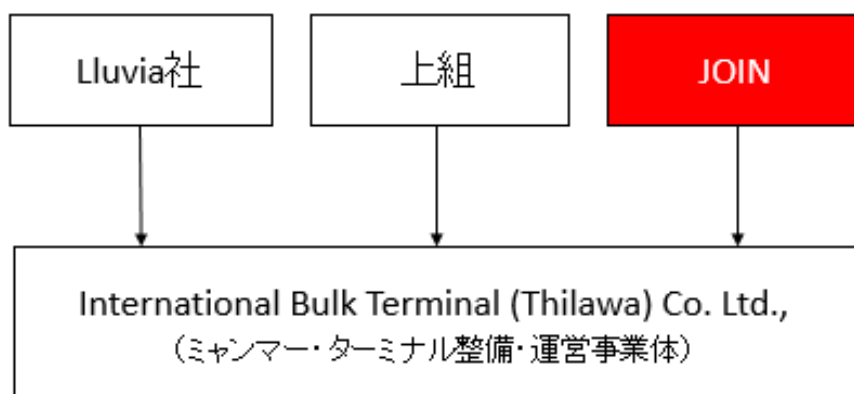 Lluvia社
上組
JOIN
International Bulk Terminal (Thilawa) Co. Ltd.,
（ミャンマー・ターミナル整備・運営事業体）